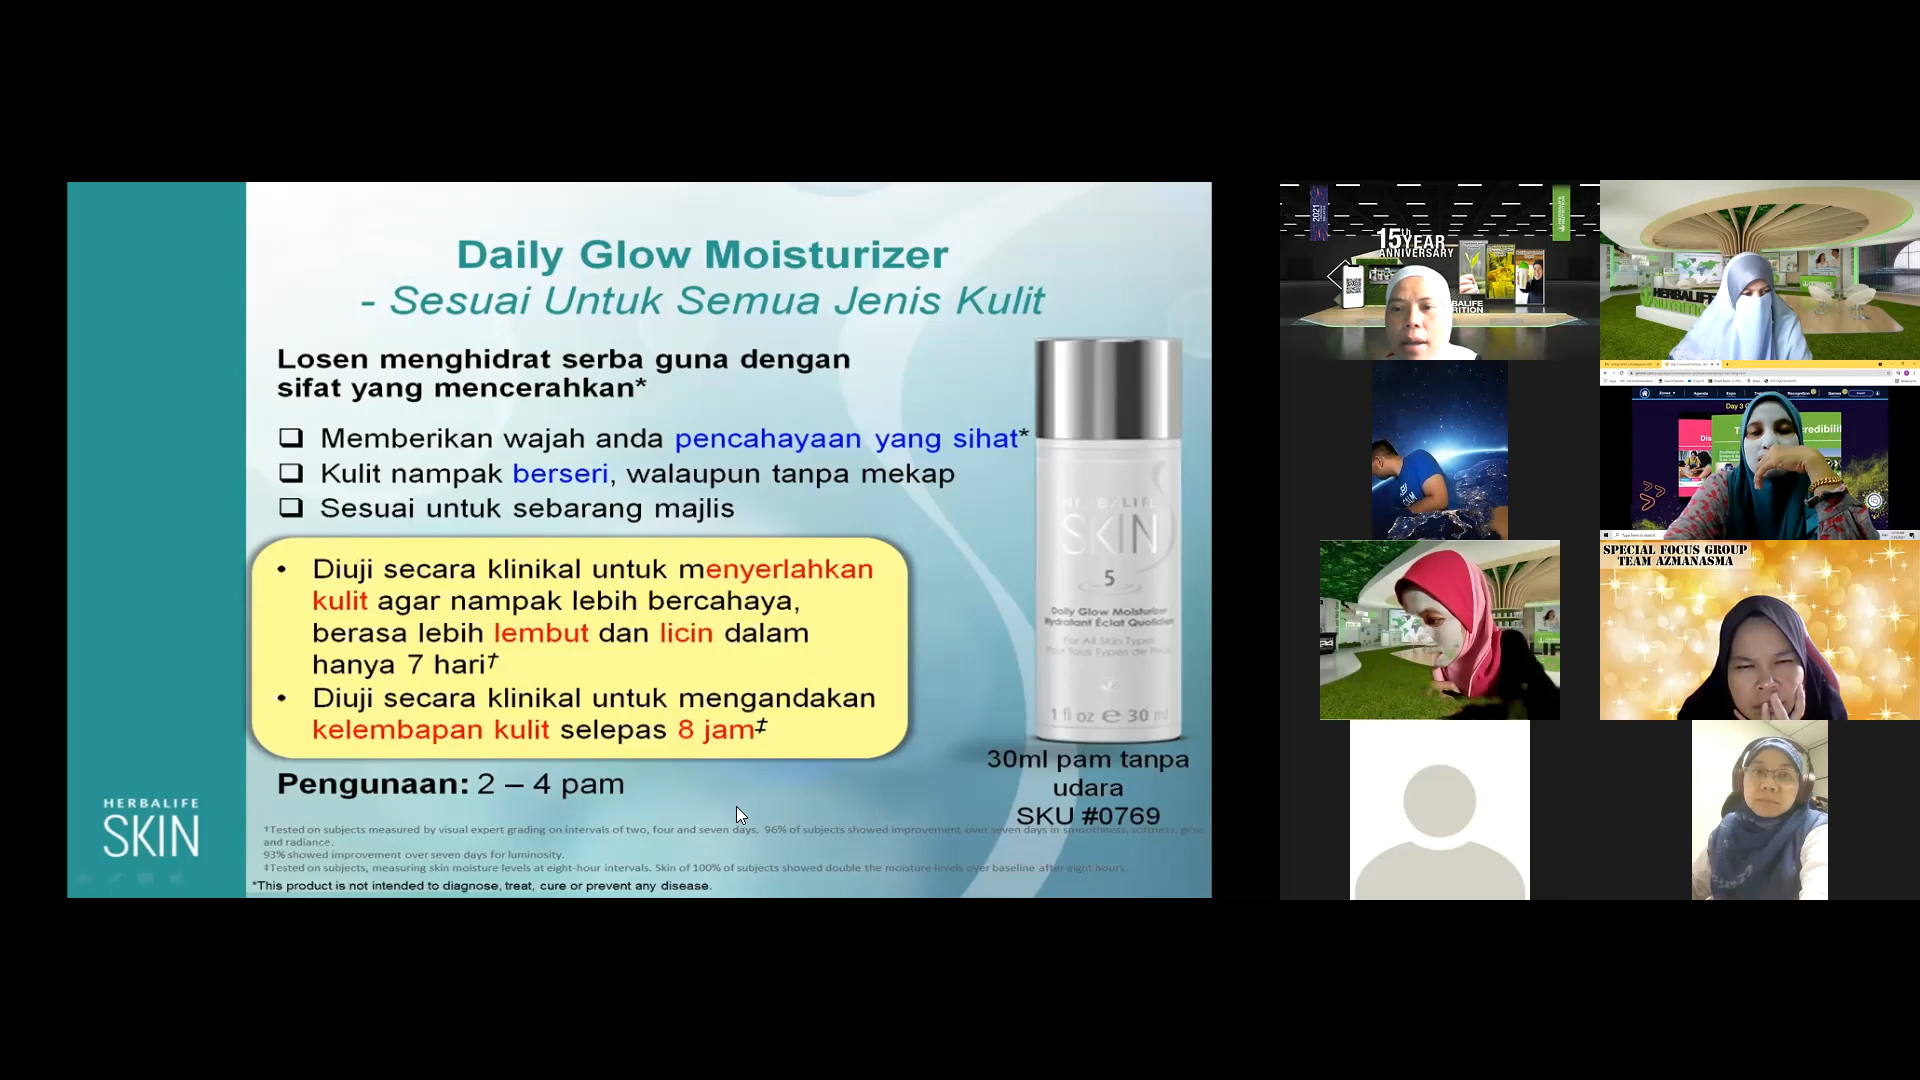 Daily Glow Moisturizer
- Sesuai Untuk Semua Jenis Kulit
Losen menghidrat serba guna dengan
sifat yang mencerahkan*
Memberikan wajah anda pencahayaan yang sihat*
Kulit nampak berseri, walaupun tanpa mekap
Sesuai untuk sebarang majlis
• Diuji secara klinikal untuk menyerlahkan
kulit agar nampak lebih bercahaya,
berasa lebih lembut dan licin dalam
hanya 7 hari†
• Diuji secara klinikal untuk mengandakan
kelembapan kulit selepas 8 jam‡
Pengunaan: 2 – 4 pam
HERBALIFE
SKIN
5
Daily Glow Moisturizer
Hydratant Éclat Quotidien
For All Skin Types
Pour Tous Types de Peau
1 fl oz e 30 ml
30ml pam tanpa
udara
SKU #0769
HERBALIFE
SKIN
†Tested on subjects measured by visual expert grading on intervals of two, four and seven days. 96% of subjects showed improvement over seven days in smoothness, softness, glow
and radiance.
93% showed improvement over seven days for luminosity.
‡Tested on subjects, measuring skin moisture levels at eight-hour intervals. Skin of 100% of subjects showed double the moisture levels over baseline after eight hours.
*This product is not intended to diagnose, treat, cure or prevent any disease.
2021
15th YEAR
ANNIVERSARY
HERBALIFE
NUTRITION
Agenda
Expo
Recognition
Games
Day 3
SPECIAL FOCUS GROUP
TEAM AZMANASMA